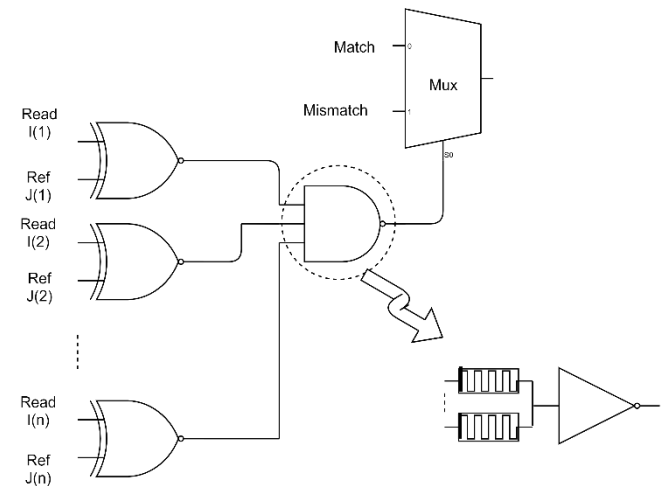 Match
0
Mux
Mismatch
1
S0
Read
I(1)
Ref
J(1)
Read
I(2)
Ref
J(2)
Read
I(n)
Ref
J(n)